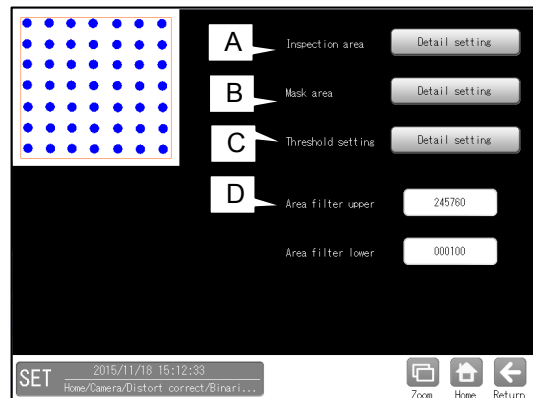 A
Inspection area
Detail setting
B
Mask area
Detail setting
C
Threshold setting
Detail setting
D
Area filter upper
245760
Area filter lower
000100
SET
2015/11/18 15:12:33
Home/Camera/Distort correct/Binari...
Zoom
Home
Return